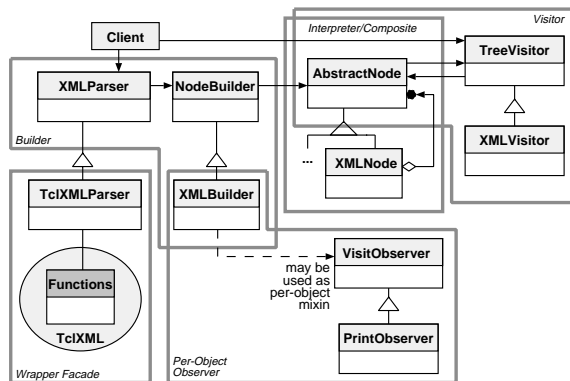 Visitor
Interpreter/Composite
Client
TreeVisitor
XMLParser
NodeBuilder
AbstractNode
Builder
XMLVisitor
...
XMLNode
TclXMLParser
XMLBuilder
VisitObserver
may be
used as
per-object
mixin
Functions
TclXML
PrintObserver
Per-Object
Observer
Wrapper Facade